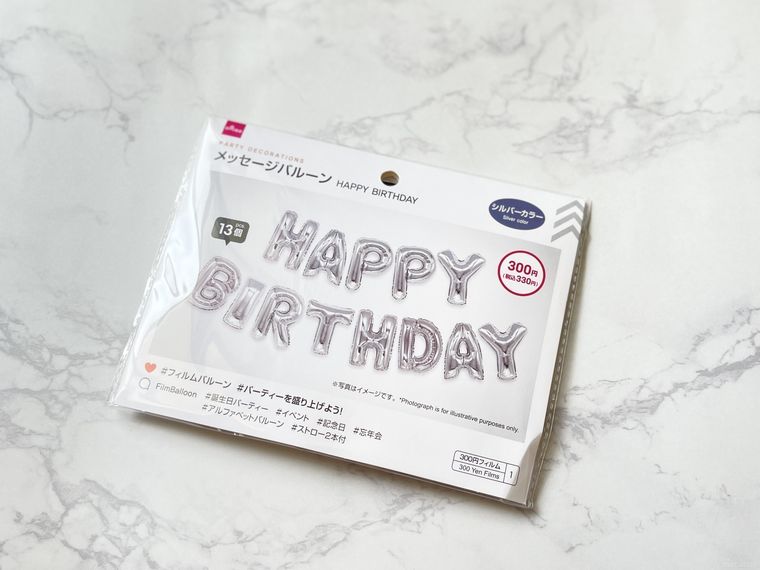 DAISO
PARTY DECORATIONS
メッセージバルーン HAPPY BIRTHDAY
シルバーカラー
Silver color
13個
pcs.
300円
(税込330円)
HAPPY
BIRTHDAY
※写真はイメージです。*Photograph is for illustrative purposes only.
#フィルムバルーン #パーティーを盛り上げよう!
FilmBalloon #誕生日パーティー #イベント #記念日 #忘年会
#アルファベットバルーン #ストロー2本付
300円フィルム
300 Yen Films
1